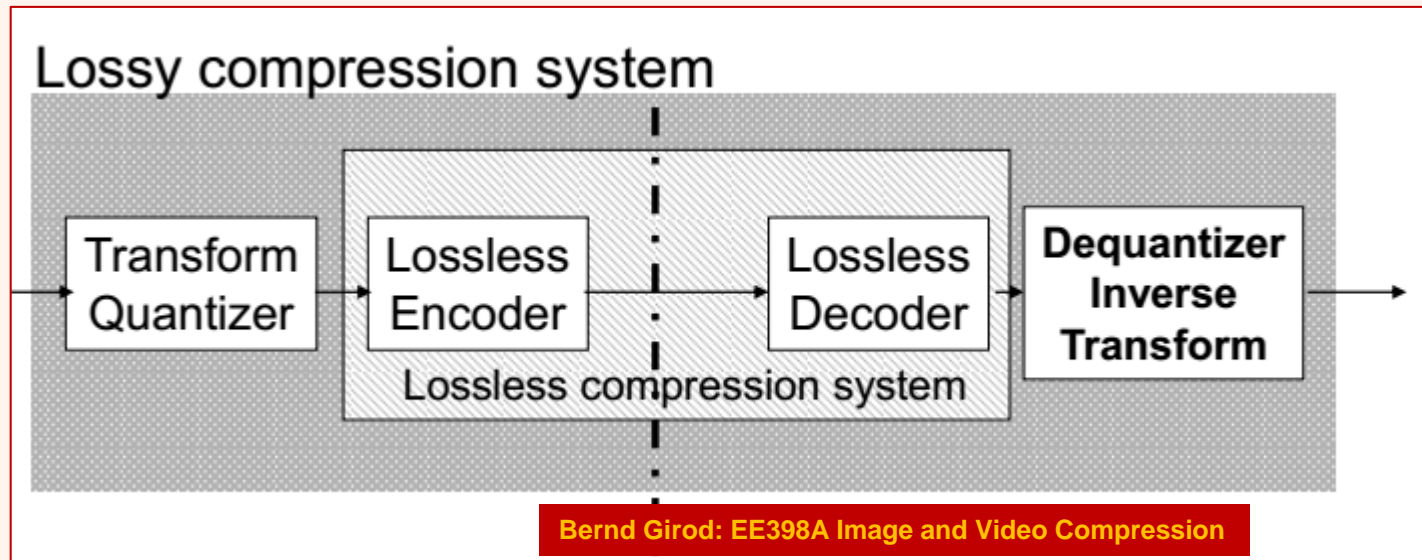 Lossy compression system
Transform
Quantizer
Lossless
Encoder
Lossless
Decoder
Dequantizer
Inverse
Transform
Lossless compression system
Bernd Girod: EE398A Image and Video Compression